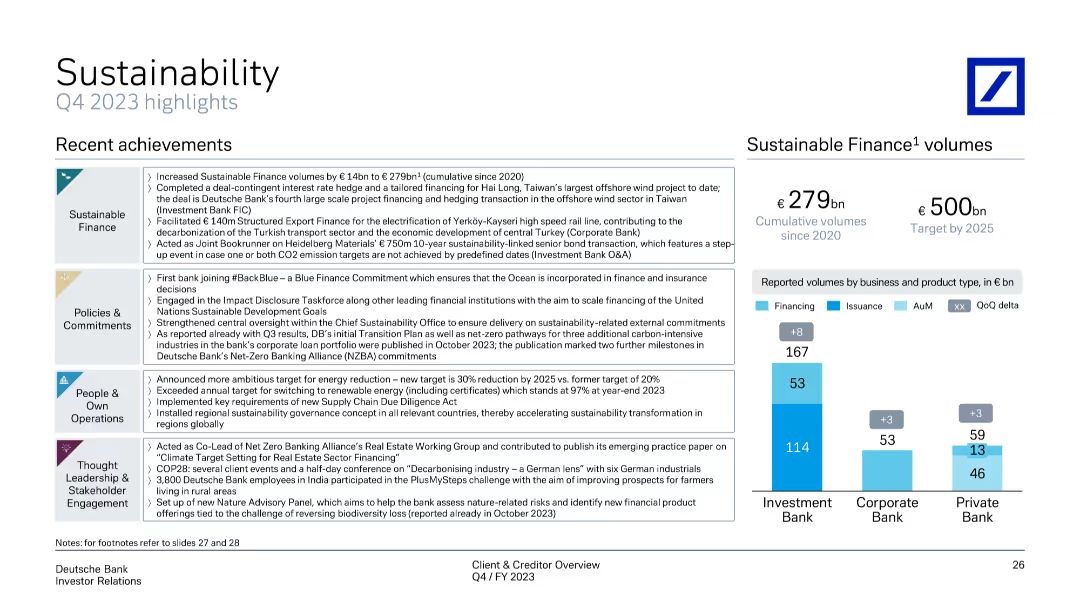 Sustainability
Q4 2023 highlights
Recent achievements
Sustainable
Finance
〉 Increased Sustainable Finance volumes by € 14bn to € 279bn¹ (cumulative since 2020)
〉 Completed a deal-contingent interest rate hedge and a tailored financing for Hai Long, Taiwan's largest offshore wind project to date;
the deal is Deutsche Bank's fourth large scale project financing and hedging transaction in the offshore wind sector in Taiwan
(Investment Bank FIC)
〉 Facilitated € 140m Structured Export Finance for the electrification of Yerköy-Kayseri high speed rail line, contributing to the
decarbonization of the Turkish transport sector and the economic development of central Turkey (Corporate Bank)
〉 Acted as Joint Bookrunner on Heidelberg Materials' € 750m 10-year sustainability-linked senior bond transaction, which features a step-
up event in case one or both CO2 emission targets are not achieved by predefined dates (Investment Bank O&A)
Policies &
Commitments
〉 First bank joining #BackBlue – a Blue Finance Commitment which ensures that the Ocean is incorporated in finance and insurance
decisions
〉 Engaged in the Impact Disclosure Taskforce along other leading financial institutions with the aim to scale financing of the United
Nations Sustainable Development Goals
〉 Strengthened central oversight within the Chief Sustainability Office to ensure delivery on sustainability-related external commitments
〉 As reported already with Q3 results, DB's initial Transition Plan as well as net-zero pathways for three additional carbon-intensive
industries in the bank's corporate loan portfolio were published in October 2023; the publication marked two further milestones in
Deutsche Bank's Net-Zero Banking Alliance (NZBA) commitments
People &
Own
Operations
〉 Announced more ambitious target for energy reduction – new target is 30% reduction by 2025 vs. former target of 20%
〉 Exceeded annual target for switching to renewable energy (including certificates) which stands at 97% at year-end 2023
〉 Implemented key requirements of new Supply Chain Due Diligence Act
〉 Installed regional sustainability governance concept in all relevant countries, thereby accelerating sustainability transformation in
regions globally
Thought
Leadership &
Stakeholder
Engagement
〉 Acted as Co-Lead of Net Zero Banking Alliance's Real Estate Working Group and contributed to publish its emerging practice paper on
"Climate Target Setting for Real Estate Sector Financing"
〉 COP28: several client events and a half-day conference on "Decarbonising industry – a German lens" with six German industrials
〉 3,800 Deutsche Bank employees in India participated in the PlusMySteps challenge with the aim of improving prospects for farmers
living in rural areas
〉 Set up of new Nature Advisory Panel, which aims to help the bank assess nature-related risks and identify new financial product
offerings tied to the challenge of reversing biodiversity loss (reported already in October 2023)
Sustainable Finance¹ volumes
€ 279bn
Cumulative volumes
since 2020
€ 500bn
Target by 2025
Reported volumes by business and product type, in € bn
Financing Issuance AuM xx QoQ delta
+8
167
53
114
Investment
Bank
+3
53
Corporate
Bank
+3
59
13
46
Private
Bank
Notes: for footnotes refer to slides 27 and 28
Deutsche Bank
Investor Relations
Client & Creditor Overview
Q4 / FY 2023
26